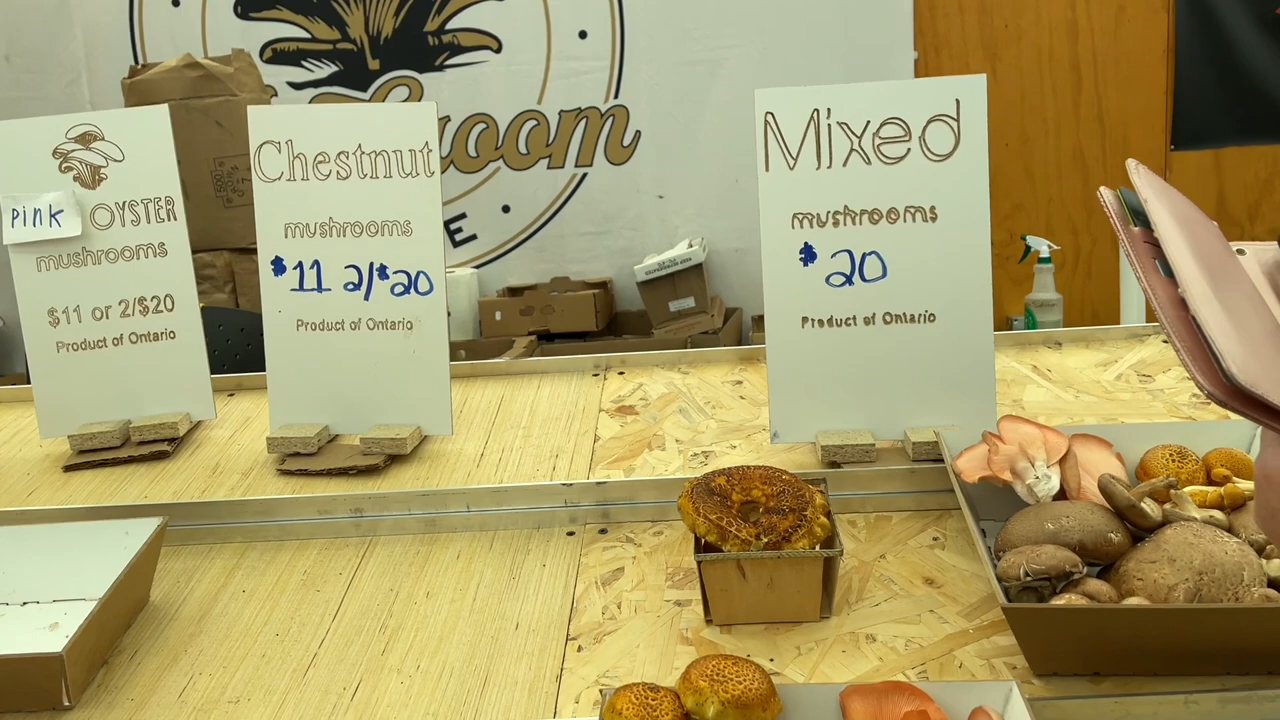 Pink OYSTER
mushrooms
$11 or 2/$20
Product of Ontario
Chestnut
mushrooms
$11 2/$20
Product of Ontario
Mixed
mushrooms
$20
Product of Ontario